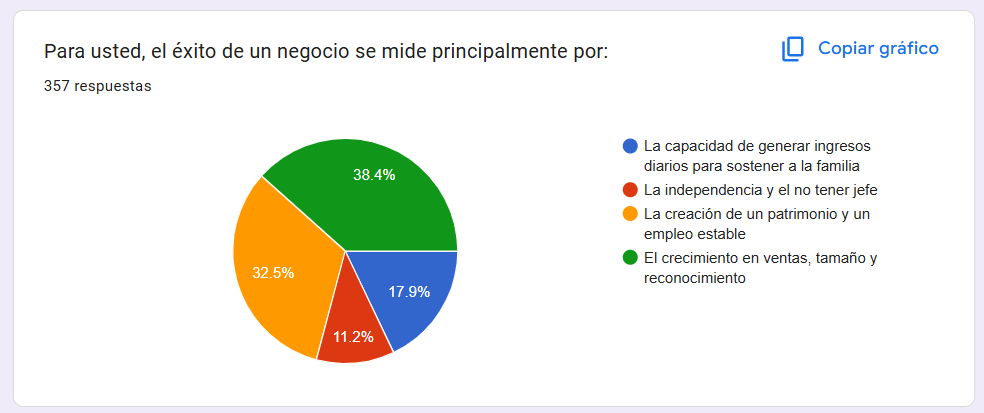 Para usted, el éxito de un negocio se mide principalmente por:
Copiar gráfico
357 respuestas
38.4%
32.5%
17.9%
11.2%
La capacidad de generar ingresos
diarios para sostener a la familia
La independencia y el no tener jefe
La creación de un patrimonio y un
empleo estable
El crecimiento en ventas, tamaño y
reconocimiento